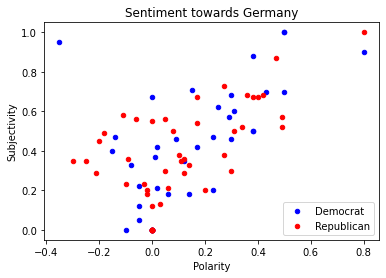 Sentiment towards Germany
1.0
0.8
0.6
0.4
0.2
0.0
Subjectivity
Democrat
Republican
−0.4 −0.2 0.0 0.2 0.4 0.6 0.8
Polarity